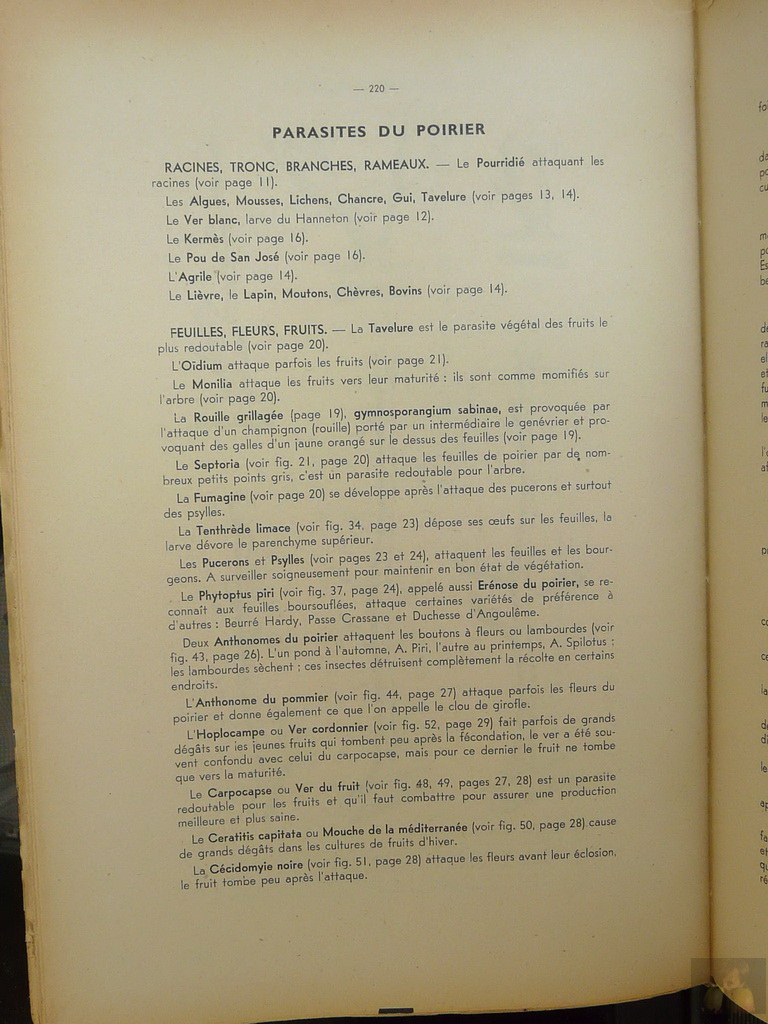 — 220 —
PARASITES DU POIRIER
RACINES, TRONC, BRANCHES, RAMEAUX. — Le Pourridié attaquant les
racines (voir page 11).
Les Algues, Mousses, Lichens, Chancre, Gui, Tavelure (voir pages 13, 14).
Le Ver blanc, larve du Hanneton (voir page 12).
Le Kermès (voir page 16).
Le Pou de San José (voir page 16).
L'Agrile (voir page 14).
Le Lièvre, le Lapin, Moutons, Chèvres, Bovins (voir page 14).
FEUILLES, FLEURS, FRUITS. — La Tavelure est le parasite végétal des fruits le
plus redoutable (voir page 20).
L'Oïdium attaque parfois les fruits (voir page 21).
Le Monilia attaque les fruits vers leur maturité : ils sont comme momifiés sur
l'arbre (voir page 20).
La Rouille grillagée (page 19), gymnosporangium sabinae, est provoquée par
l'attaque d'un champignon (rouille) porté par un intermédiaire le genévrier et pro-
voquant des galles d'un jaune orangé sur le dessus des feuilles (voir page 19).
Le Septoria (voir fig. 21, page 20) attaque les feuilles de poirier par de nom-
breux petits points gris, c'est un parasite redoutable pour l'arbre.
La Fumagine (voir page 20) se développe après l'attaque des pucerons et surtout
des psylles.
La Tenthrède limace (voir fig. 34, page 23) dépose ses œufs sur les feuilles, la
larve dévore le parenchyme supérieur.
Les Pucerons et Psylles (voir pages 23 et 24), attaquent les feuilles et les bour-
geons. A surveiller soigneusement pour maintenir en bon état de végétation.
Le Phytoptus piri (voir fig. 37, page 24), appelé aussi Erénose du poirier, se re-
connaît aux feuilles boursouflées, attaque certaines variétés de préférence à
d'autres : Beurré Hardy, Passe Crassane et Duchesse d'Angoulême.
Deux Anthonomes du poirier attaquent les boutons à fleurs ou lambourdes (voir
fig. 43, page 26). L'un pond à l'automne, A. Piri, l'autre au printemps, A. Spilotus :
les lambourdes sèchent ; ces insectes détruisent complètement la récolte en certains
endroits.
L'Anthonome du pommier (voir fig. 44, page 27) attaque parfois les fleurs du
poirier et donne également ce que l'on appelle le clou de girofle.
L'Hoplocampe ou Ver cordonnier (voir fig. 52, page 29) fait parfois de grands
dégâts sur les jeunes fruits qui tombent peu après la fécondation, le ver a été sou-
vent confondu avec celui du carpocapse, mais pour ce dernier le fruit ne tombe
que vers la maturité.
Le Carpocapse ou Ver du fruit (voir fig. 48, 49, pages 27, 28) est un parasite
redoutable pour les fruits et qu'il faut combattre pour assurer une production
meilleure et plus saine.
Le Ceratitis capitata ou Mouche de la méditerranée (voir fig. 50, page 28) cause
de grands dégâts dans les cultures de fruits d'hiver.
La Cécidomyie noire (voir fig. 51, page 28) attaque les fleurs avant leur éclosion,
le fruit tombe peu après l'attaque.